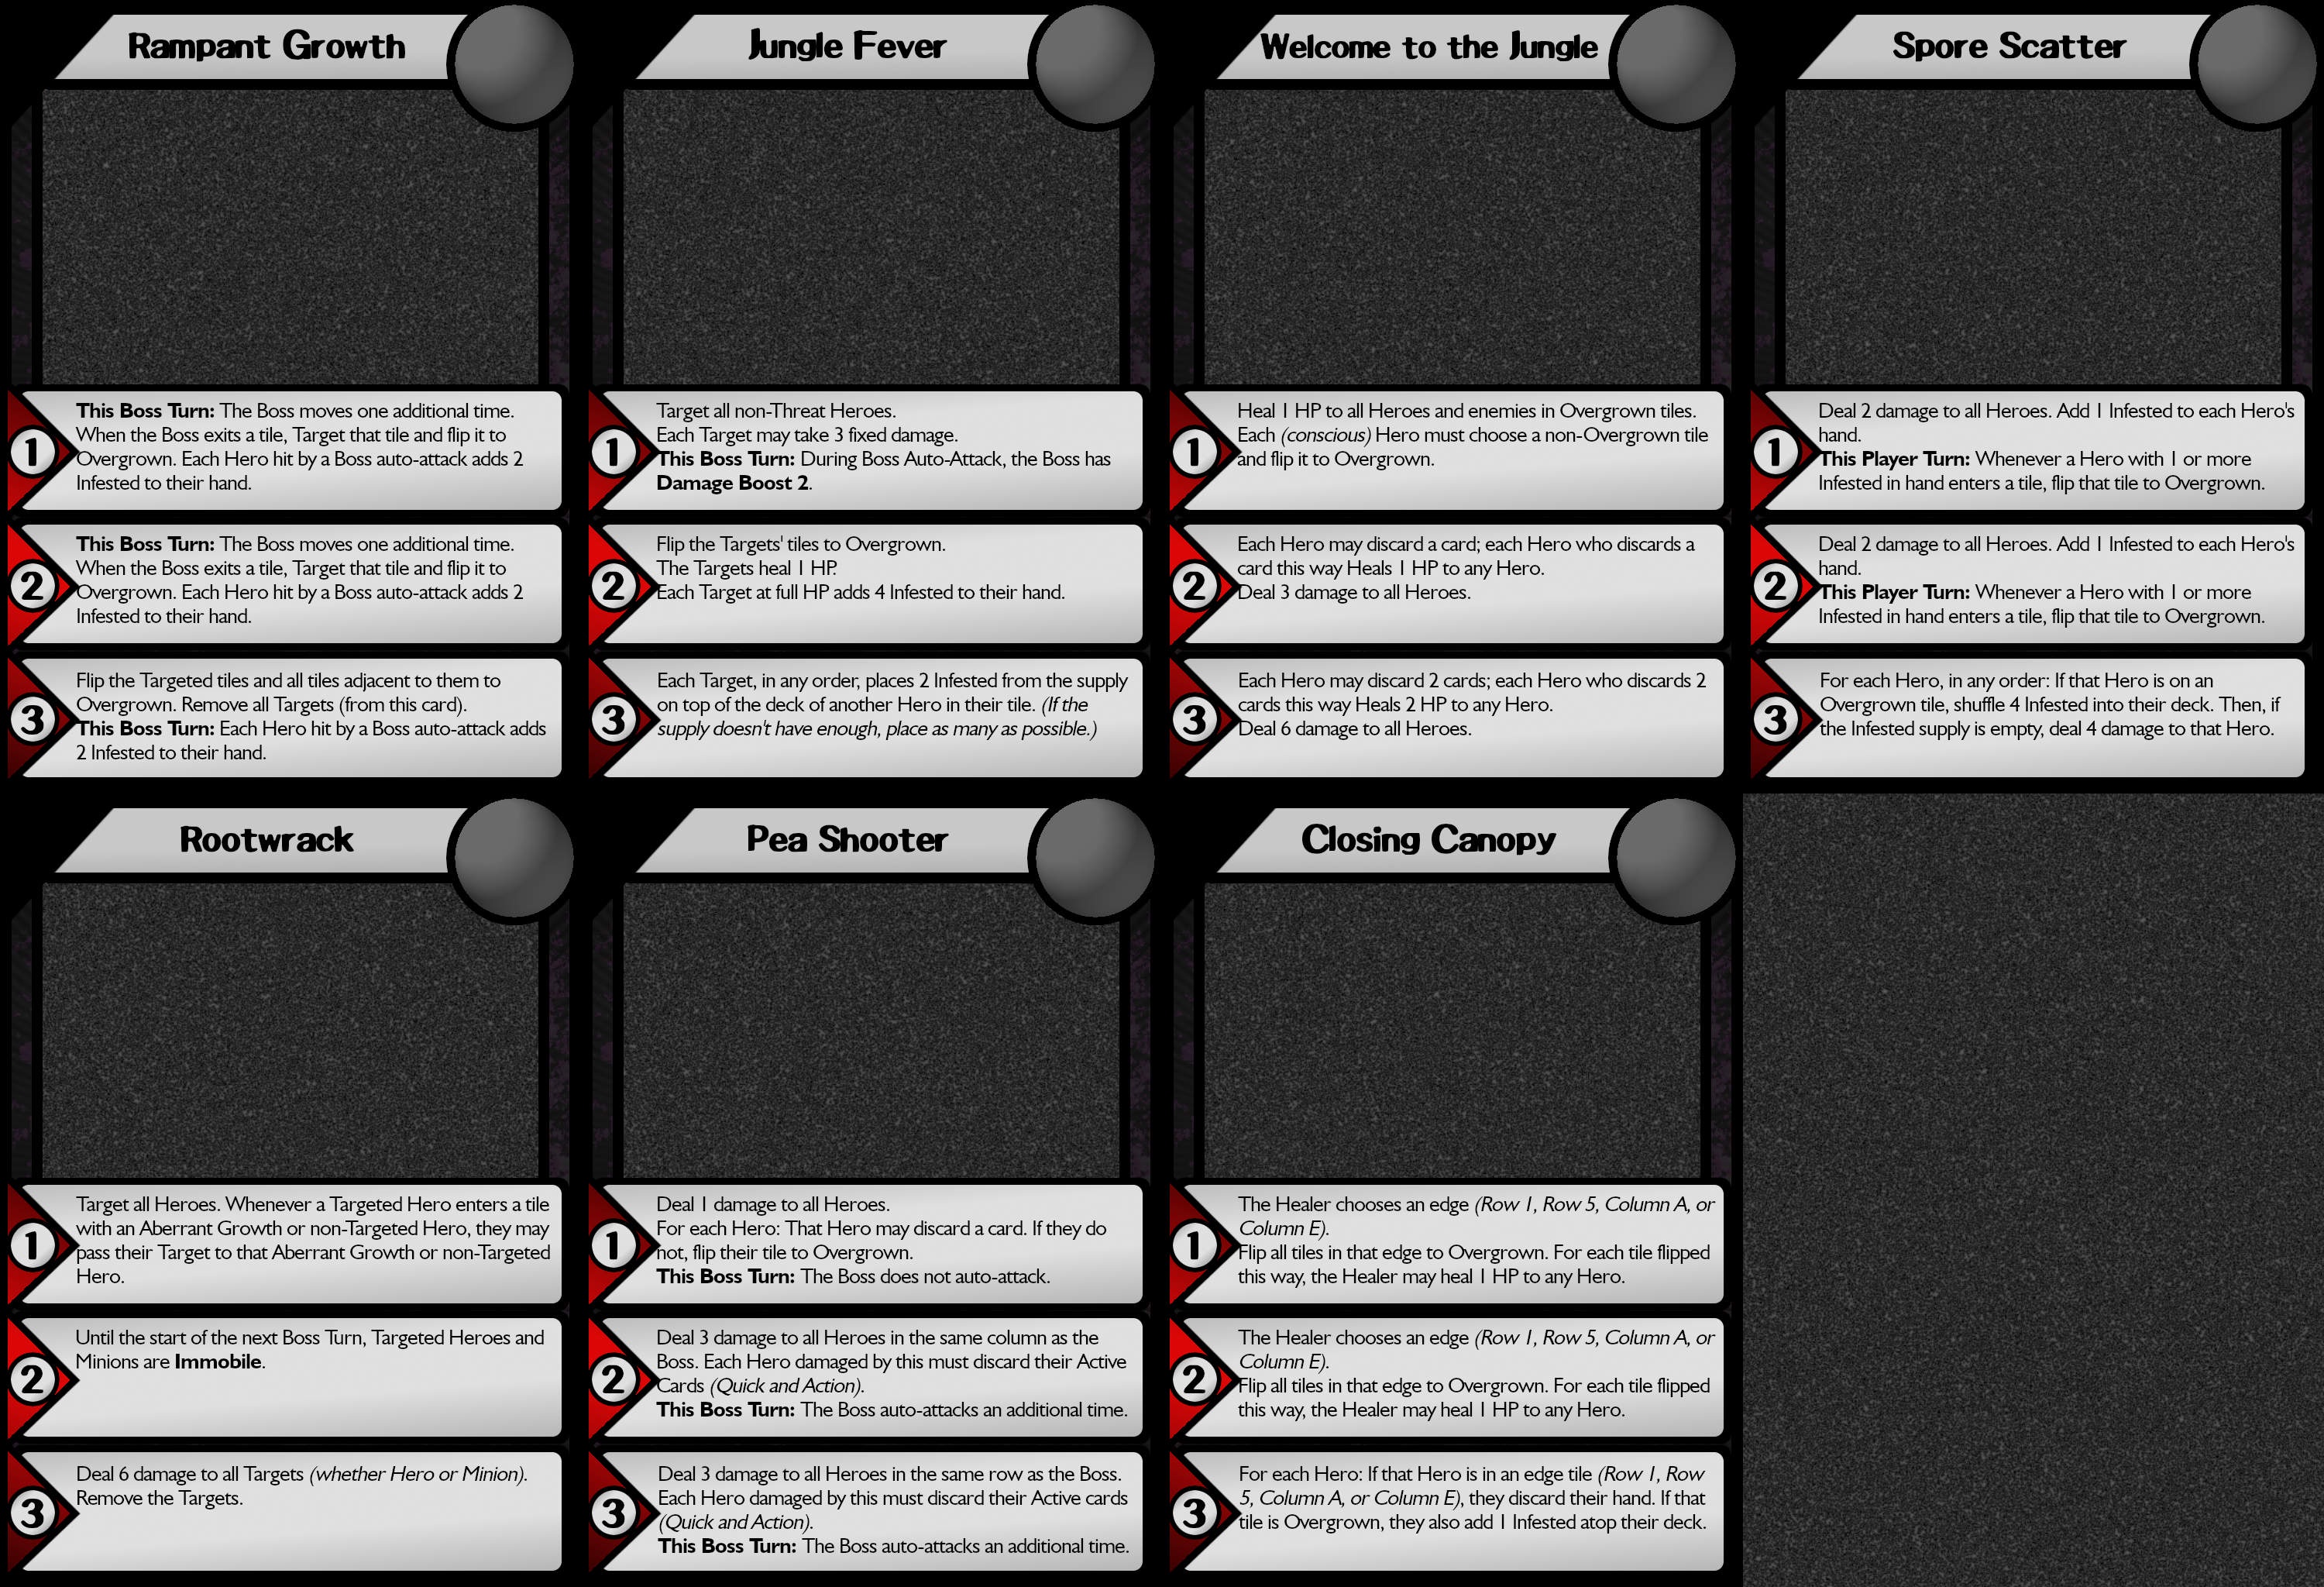 Rampant Growth
1
This Boss Turn: The Boss moves one additional time.
When the Boss exits a tile, Target that tile and flip it to
Overgrown. Each Hero hit by a Boss auto-attack adds 2
Infested to their hand.
2
This Boss Turn: The Boss moves one additional time.
When the Boss exits a tile, Target that tile and flip it to
Overgrown. Each Hero hit by a Boss auto-attack adds 2
Infested to their hand.
3
Flip the Targeted tiles and all tiles adjacent to them to
Overgrown. Remove all Targets (from this card).
This Boss Turn: Each Hero hit by a Boss auto-attack adds
2 Infested to their hand.
Jungle Fever
1
Target all non-Threat Heroes.
Each Target may take 3 fixed damage.
This Boss Turn: During Boss Auto-Attack, the Boss has
Damage Boost 2.
2
Flip the Targets' tiles to Overgrown.
The Targets heal 1 HP.
Each Target at full HP adds 4 Infested to their hand.
3
Each Target, in any order, places 2 Infested from the supply
on top of the deck of another Hero in their tile. (If the
supply doesn't have enough, place as many as possible.)
Welcome to the Jungle
1
Heal 1 HP to all Heroes and enemies in Overgrown tiles.
Each (conscious) Hero must choose a non-Overgrown tile
and flip it to Overgrown.
2
Each Hero may discard a card; each Hero who discards a
card this way Heals 1 HP to any Hero.
Deal 3 damage to all Heroes.
3
Each Hero may discard 2 cards; each Hero who discards 2
cards this way Heals 2 HP to any Hero.
Deal 6 damage to all Heroes.
Spore Scatter
1
Deal 2 damage to all Heroes. Add 1 Infested to each Hero's
hand.
This Player Turn: Whenever a Hero with 1 or more
Infested in hand enters a tile, flip that tile to Overgrown.
2
Deal 2 damage to all Heroes. Add 1 Infested to each Hero's
hand.
This Player Turn: Whenever a Hero with 1 or more
Infested in hand enters a tile, flip that tile to Overgrown.
3
For each Hero, in any order: If that Hero is on an
Overgrown tile, shuffle 4 Infested into their deck. Then, if
the Infested supply is empty, deal 4 damage to that Hero.
Rootwrack
1
Target all Heroes. Whenever a Targeted Hero enters a tile
with an Aberrant Growth or non-Targeted Hero, they may
pass their Target to that Aberrant Growth or non-Targeted
Hero.
2
Until the start of the next Boss Turn, Targeted Heroes and
Minions are Immobile.
3
Deal 6 damage to all Targets (whether Hero or Minion).
Remove the Targets.
Pea Shooter
1
Deal 1 damage to all Heroes.
For each Hero: That Hero may discard a card. If they do
not, flip their tile to Overgrown.
This Boss Turn: The Boss does not auto-attack.
2
Deal 3 damage to all Heroes in the same column as the
Boss. Each Hero damaged by this must discard their Active
Cards (Quick and Action).
This Boss Turn: The Boss auto-attacks an additional time.
3
Deal 3 damage to all Heroes in the same row as the Boss.
Each Hero damaged by this must discard their Active cards
(Quick and Action).
This Boss Turn: The Boss auto-attacks an additional time.
Closing Canopy
1
The Healer chooses an edge (Row 1, Row 5, Column A, or
Column E).
Flip all tiles in that edge to Overgrown. For each tile flipped
this way, the Healer may heal 1 HP to any Hero.
2
The Healer chooses an edge (Row 1, Row 5, Column A, or
Column E).
Flip all tiles in that edge to Overgrown. For each tile flipped
this way, the Healer may heal 1 HP to any Hero.
3
For each Hero: If that Hero is in an edge tile (Row 1, Row
5, Column A, or Column E), they discard their hand. If that
tile is Overgrown, they also add 1 Infested atop their deck.